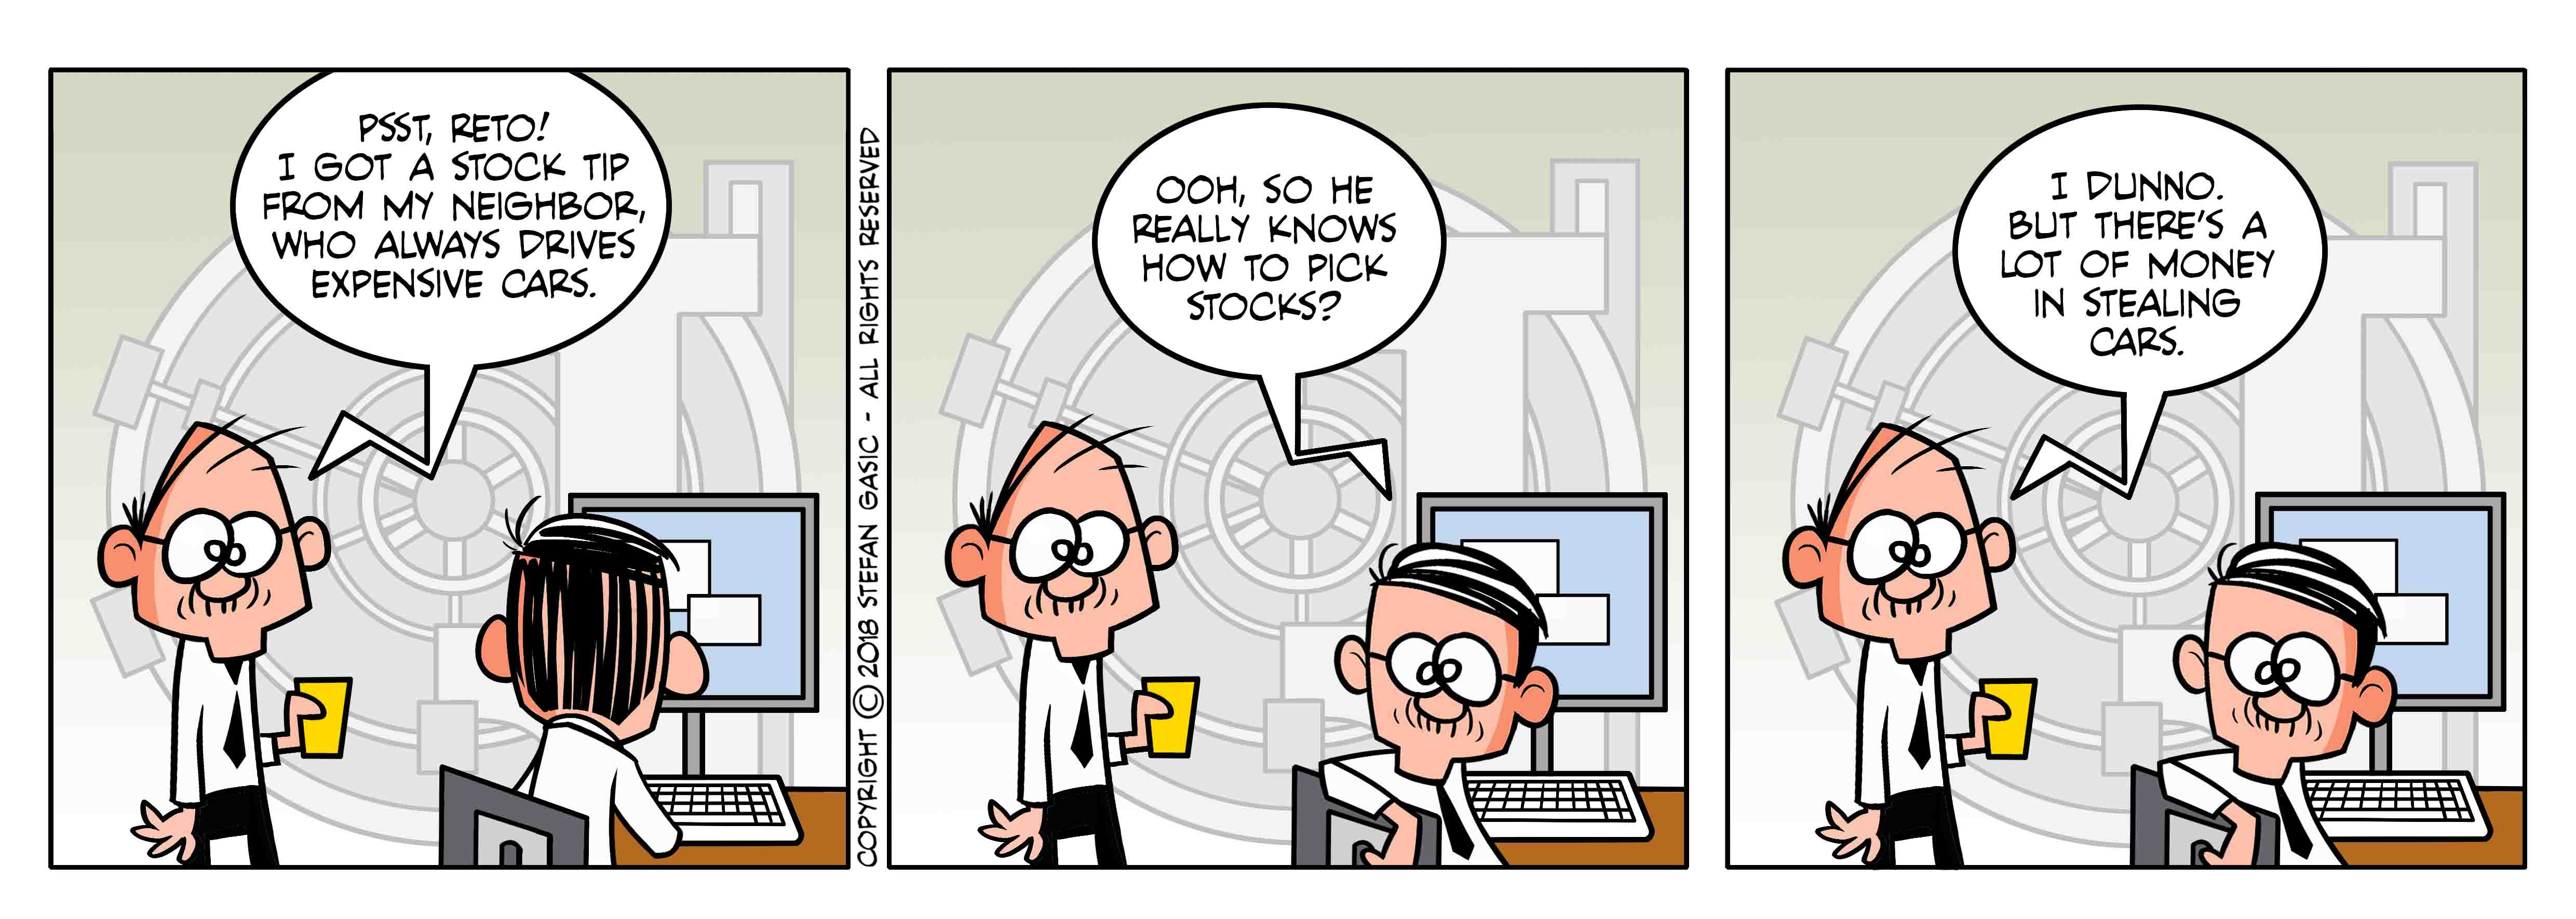 PSST, RETO!
I GOT A STOCK TIP
FROM MY NEIGHBOR,
WHO ALWAYS DRIVES
EXPENSIVE CARS.
COPYRIGHT © 2018 STEFAN GASIC - ALL RIGHTS RESERVED
OOH, SO HE
REALLY KNOWS
HOW TO PICK
STOCKS?
I DUNNO.
BUT THERE'S A
LOT OF MONEY
IN STEALING
CARS.